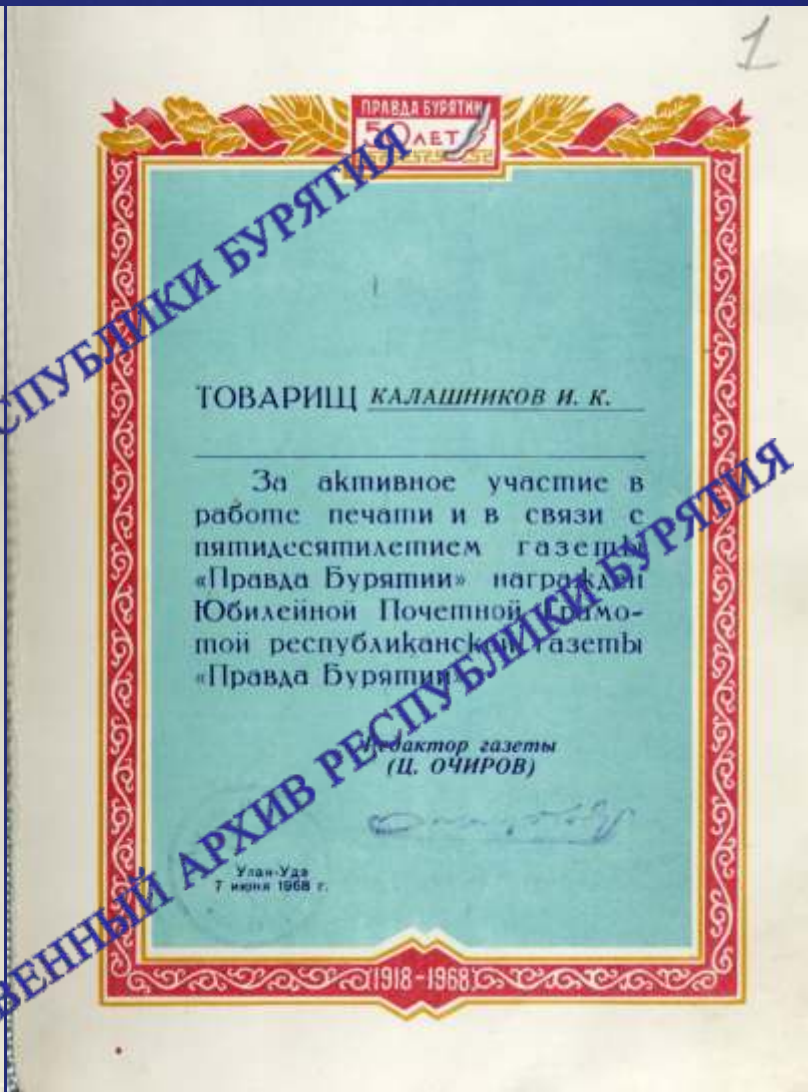 1
ПРАВДА БУРЯТИИ
50 ЛЕТ
ТОВАРИЩ КАЛАШНИКОВ И. К.
За активное участие в
работе печати и в связи с
пятидесятилетием газеты
«Правда Бурятии» награжден
Юбилейной Почетной Грамо-
той республиканской газеты
«Правда Бурятии»
Редактор газеты
(Ц. ОЧИРОВ)
Улан-Удэ
7 июня 1968 г.
1918-1968
СПУБЛИКИ БУРЯТИЯ
ВЕННЫЙ АРХИВ РЕСПУБЛИКИ БУРЯТИЯ